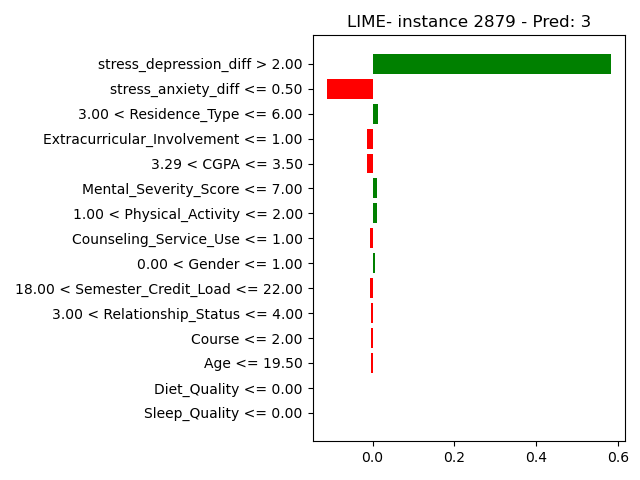 LIME- instance 2879 - Pred: 3
stress_depression_diff > 2.00
stress_anxiety_diff <= 0.50
3.00 < Residence_Type <= 6.00
Extracurricular_Involvement <= 1.00
3.29 < CGPA <= 3.50
Mental_Severity_Score <= 7.00
1.00 < Physical_Activity <= 2.00
Counseling_Service_Use <= 1.00
0.00 < Gender <= 1.00
18.00 < Semester_Credit_Load <= 22.00
3.00 < Relationship_Status <= 4.00
Course <= 2.00
Age <= 19.50
Diet_Quality <= 0.00
Sleep_Quality <= 0.00
0.0 0.2 0.4 0.6